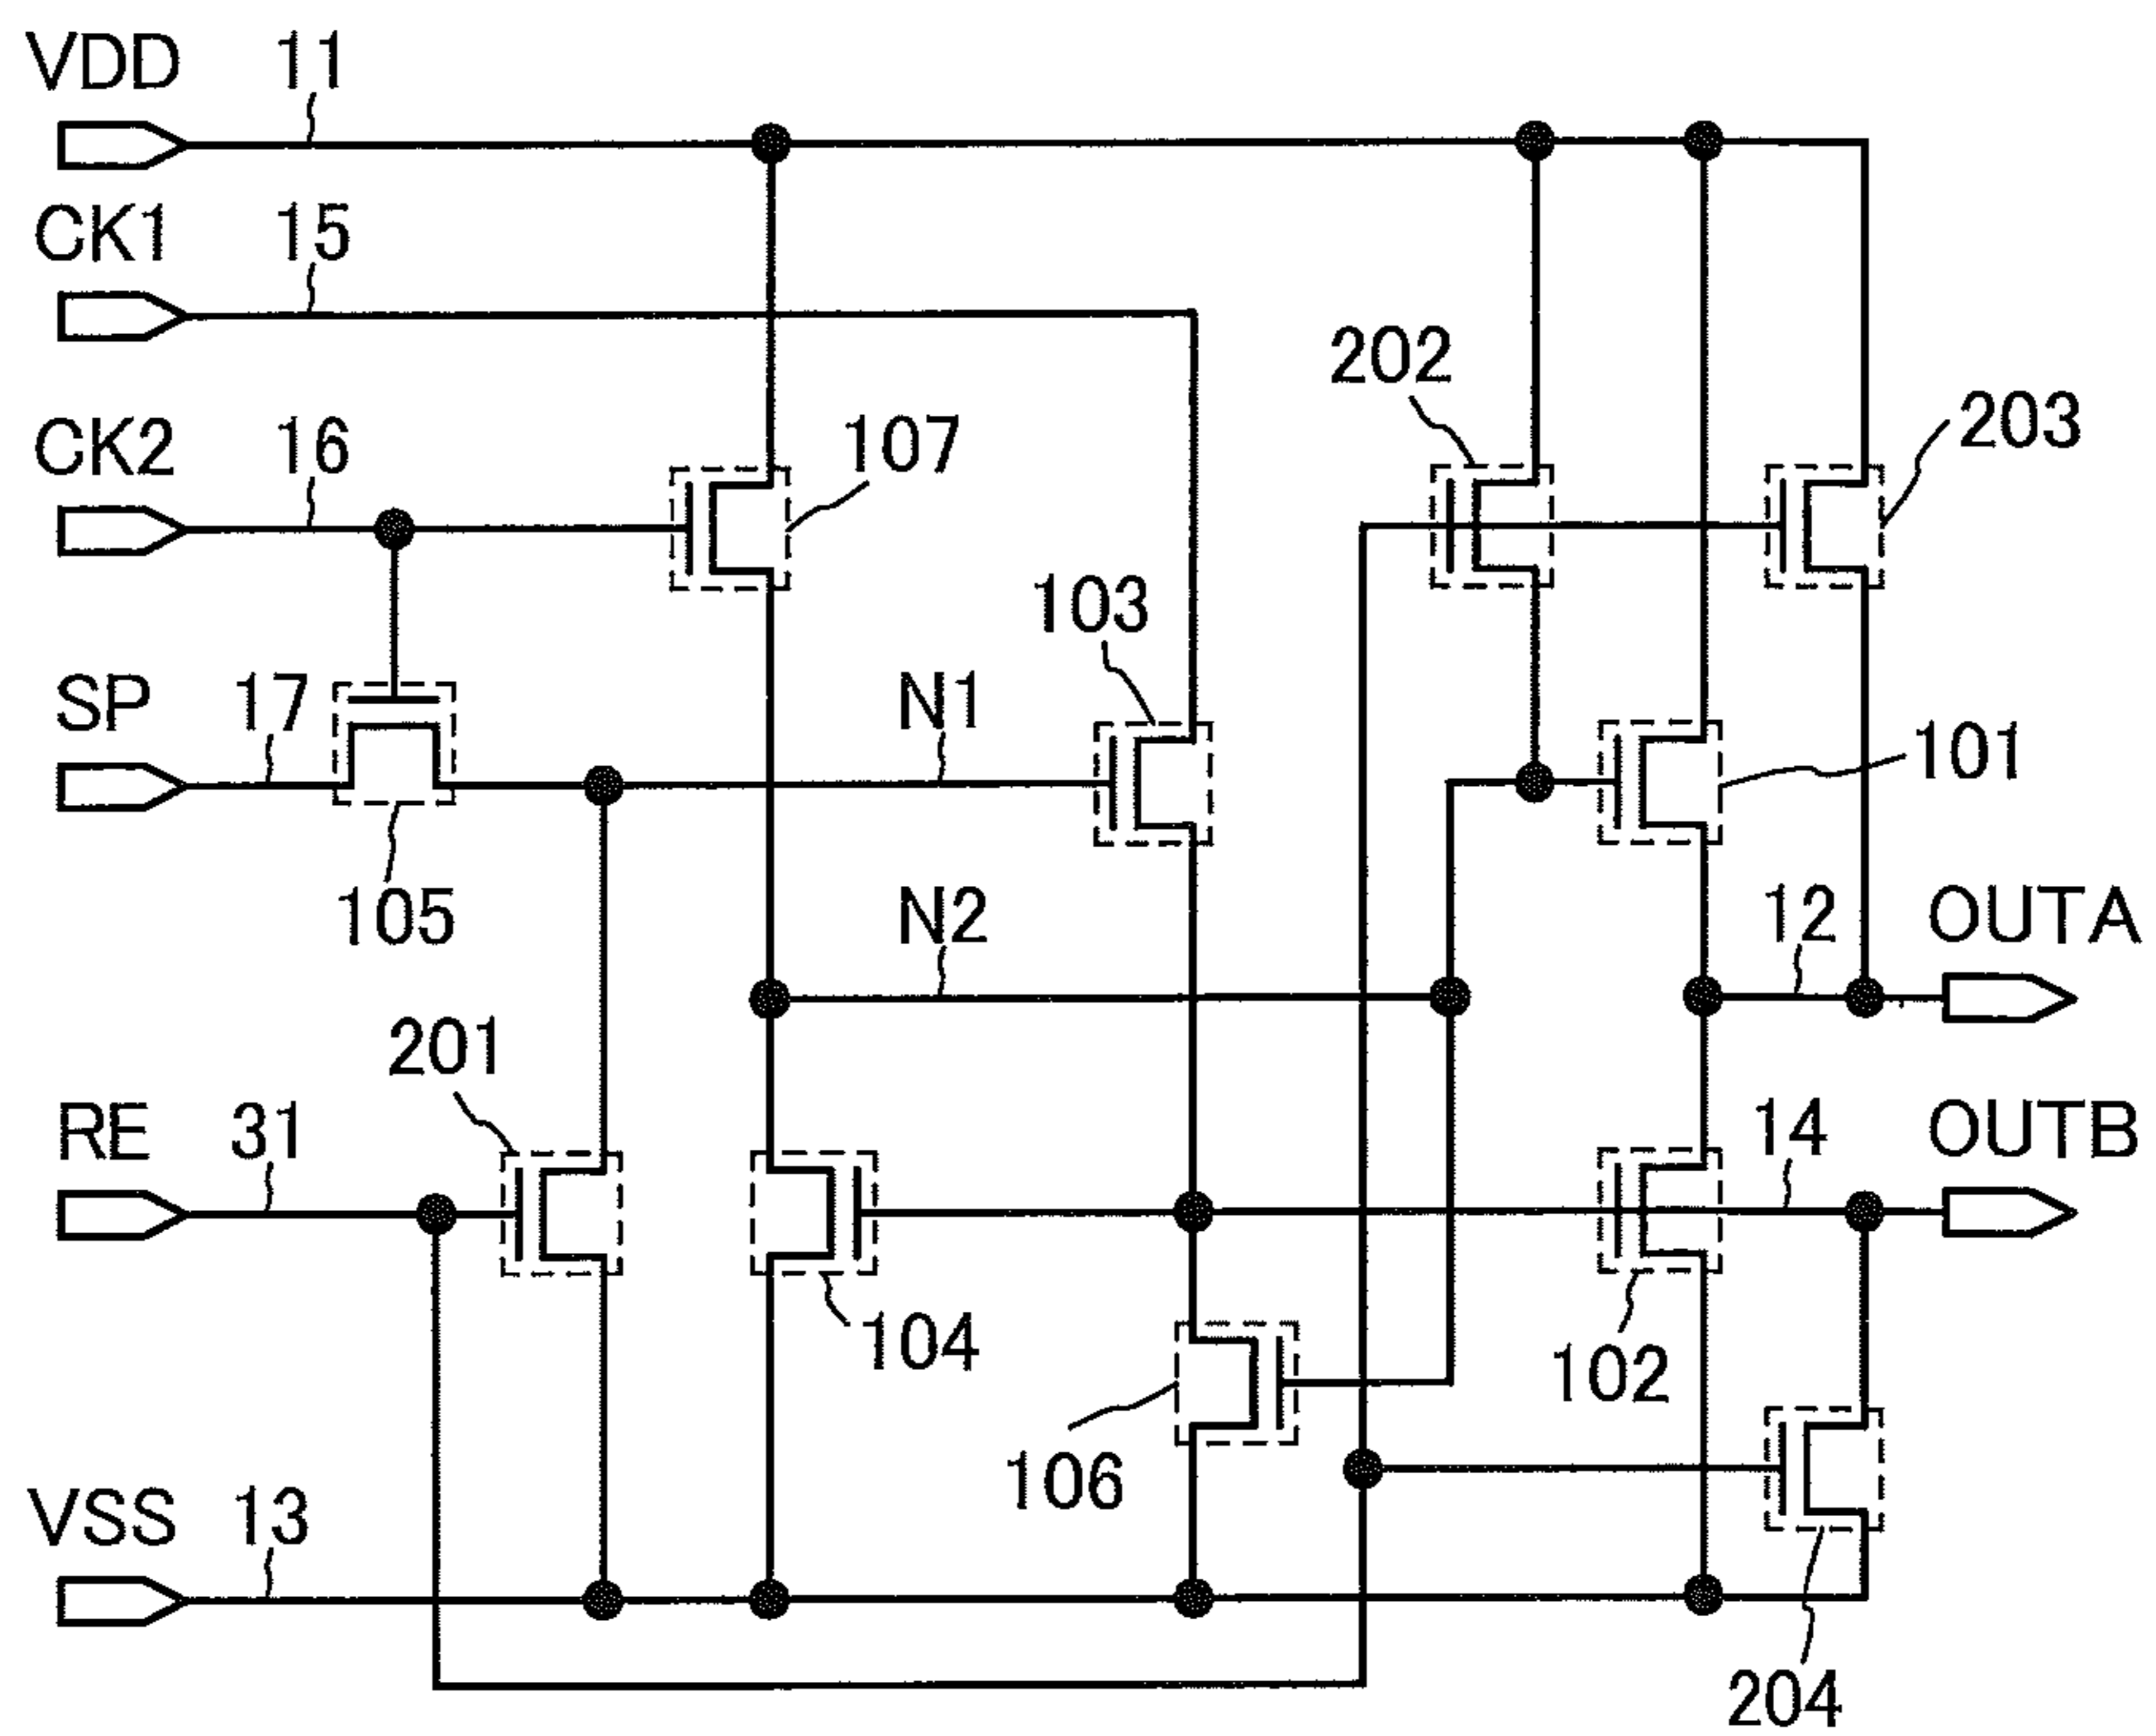 VDD 11
CK1 15
202
CK2 16 107 203
103
SP 17 N1 101
105 N2 12 OUTA
201
RE 31 14 OUTB
104 102
106
VSS 13
204